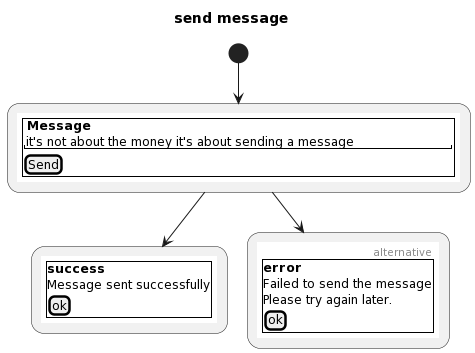 send message
Message
it's not about the money it's about sending a message
Send
success
Message sent successfully
ok
alternative
error
Failed to send the message
Please try again later.
ok